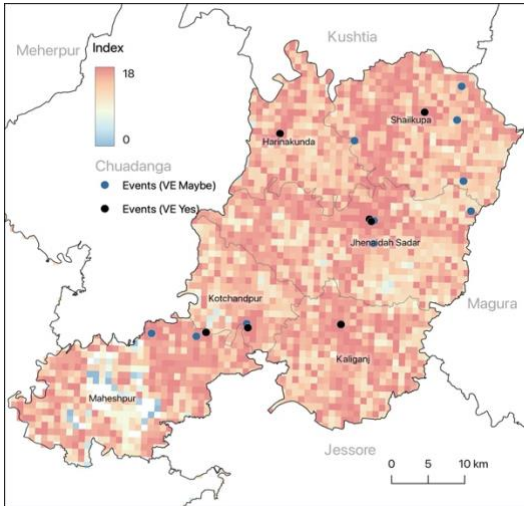 Meherpur
Kushtia
Index
18
0
Chuadanga
Events (VE Maybe)
Events (VE Yes)
Shailkupa
Harinakunda
Jhenaidah Sadar
Magura
Kotchandpur
Kaliganj
Maheshpur
Jessore
0 5 10 km